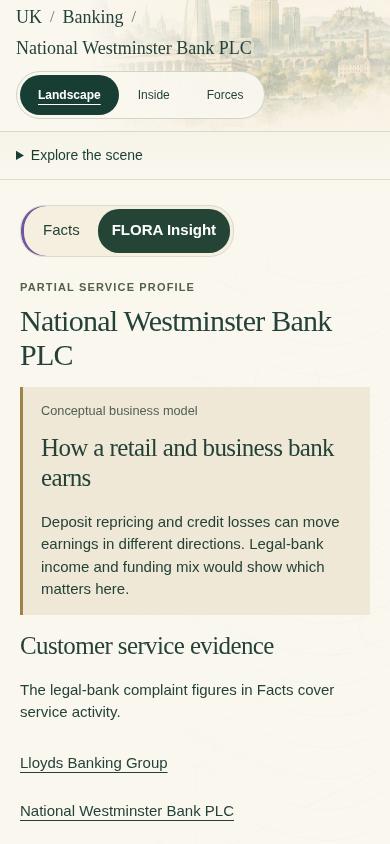 UK / Banking /
National Westminster Bank PLC
Landscape Inside Forces
▶ Explore the scene
Facts FLORA Insight
PARTIAL SERVICE PROFILE
National Westminster Bank
PLC
Conceptual business model
How a retail and business bank
earns
Deposit repricing and credit losses can move
earnings in different directions. Legal-bank
income and funding mix would show which
matters here.
Customer service evidence
The legal-bank complaint figures in Facts cover
service activity.
Lloyds Banking Group
National Westminster Bank PLC